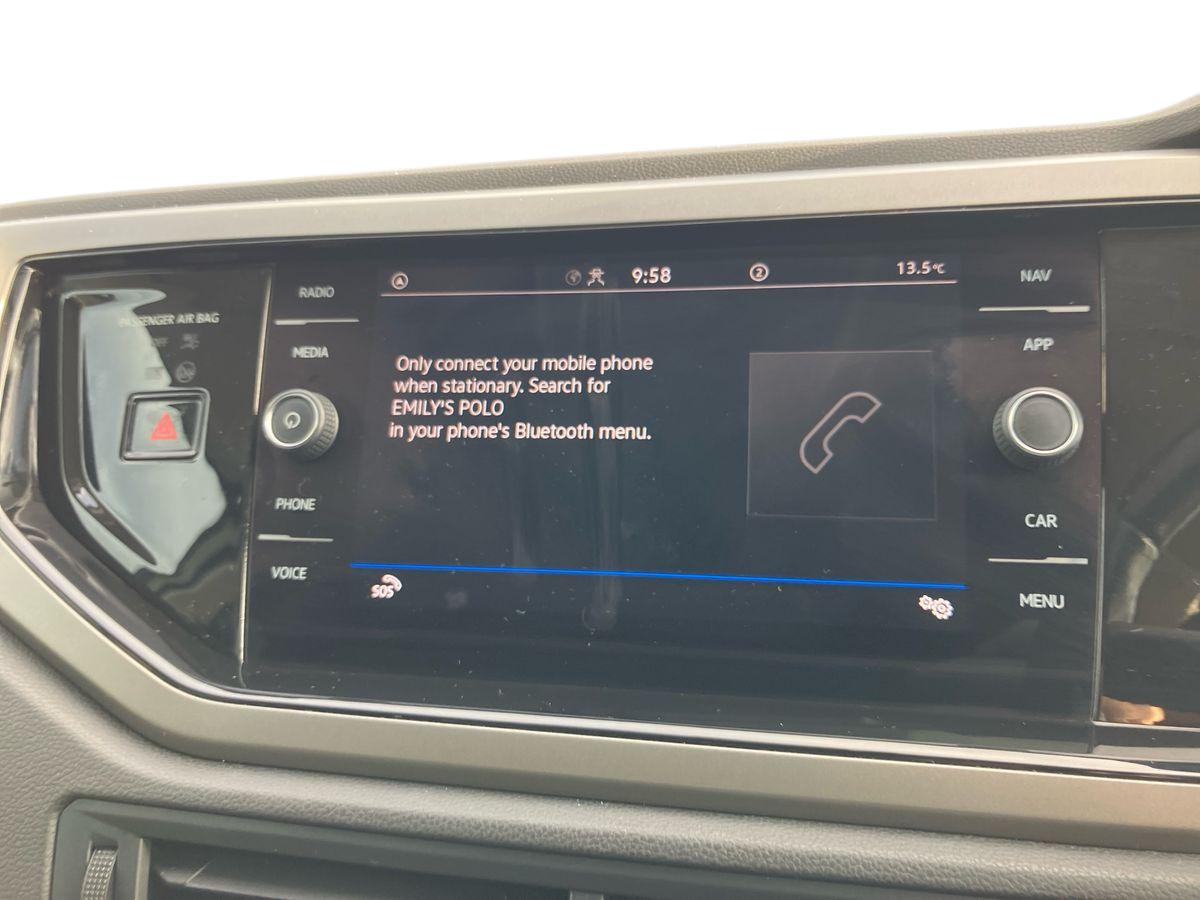 PASSENGER AIR BAG
RADIO
MEDIA
PHONE
VOICE
A
9:58
2
13.5°C
Only connect your mobile phone
when stationary. Search for
EMILY'S POLO
in your phone's Bluetooth menu.
SOS
NAV
APP
CAR
MENU